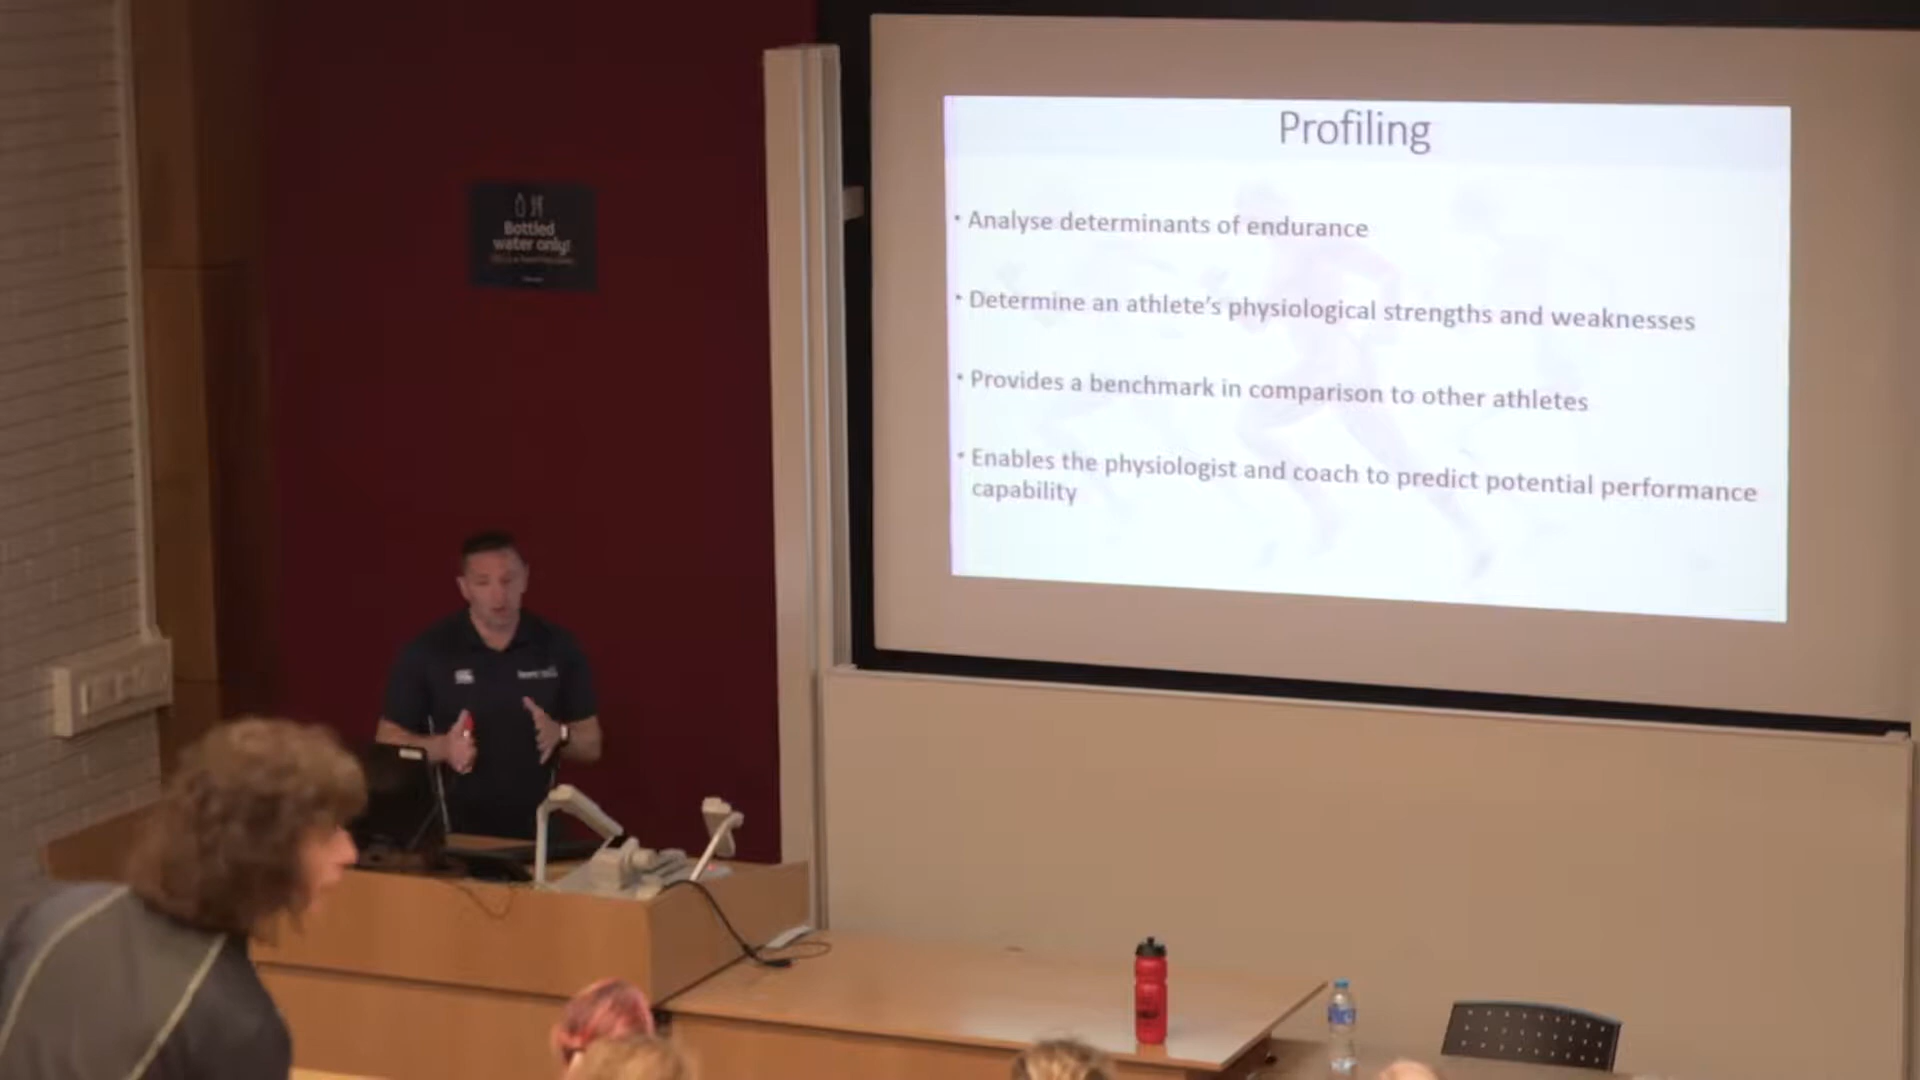 Profiling
• Analyse determinants of endurance
• Determine an athlete's physiological strengths and weaknesses
• Provides a benchmark in comparison to other athletes
• Enables the physiologist and coach to predict potential performance
capability
Bottled
water only!